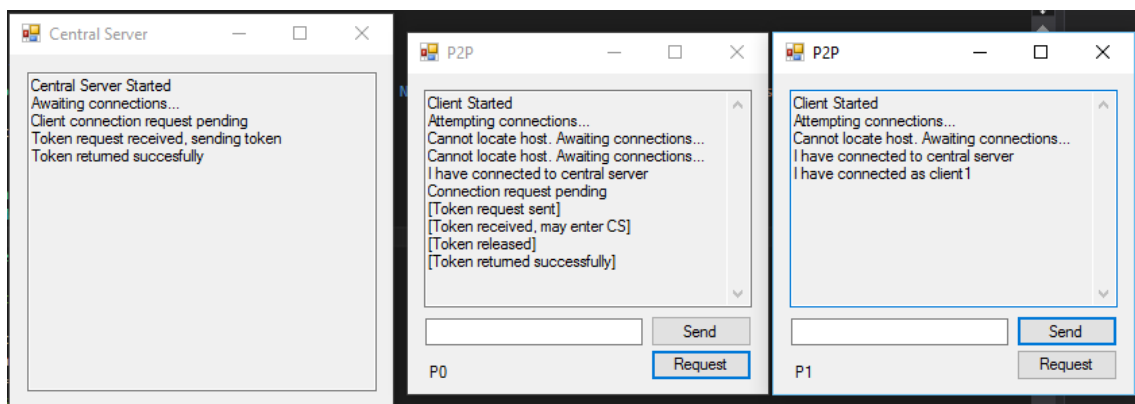 Central Server
Central Server Started
Awaiting connections...
Client connection request pending
Token request received, sending token
Token returned succesfully
P2P
Client Started
Attempting connections...
Cannot locate host. Awaiting connections...
Cannot locate host. Awaiting connections...
I have connected to central server
Connection request pending
[Token request sent]
[Token received, may enter CS]
[Token released]
[Token returned successfully]
Send
P0
Request
P2P
Client Started
Attempting connections...
Cannot locate host. Awaiting connections...
I have connected to central server
I have connected as client1
Send
P1
Request